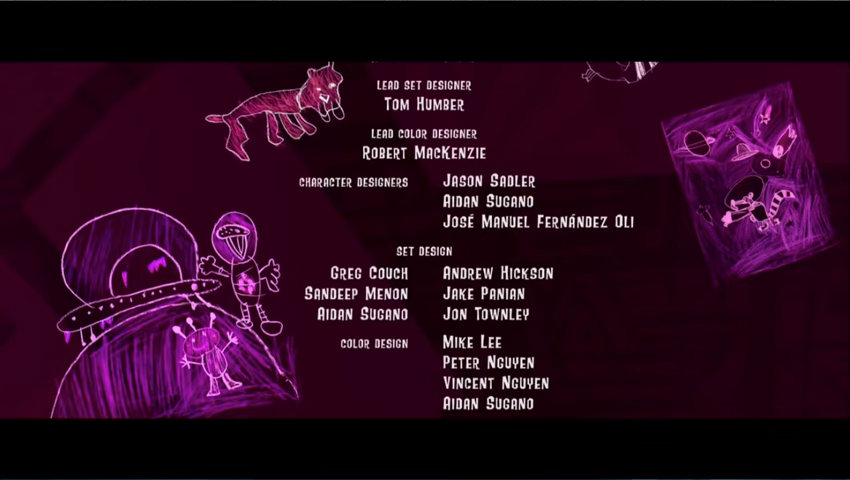 LEAD SET DESIGNER
TOM HUMBER
LEAD COLOR DESIGNER
ROBERT MACKENZIE
CHARACTER DESIGNERS JASON SADLER
AIDAN SUGANO
JOSÉ MANUEL FERNÁNDEZ OLI
SET DESIGN
GREG COUCH ANDREW HICKSON
SANDEEP MENON JAKE PANIAN
AIDAN SUGANO JON TOWNLEY
COLOR DESIGN MIKE LEE
PETER NGUYEN
VINCENT NGUYEN
AIDAN SUGANO